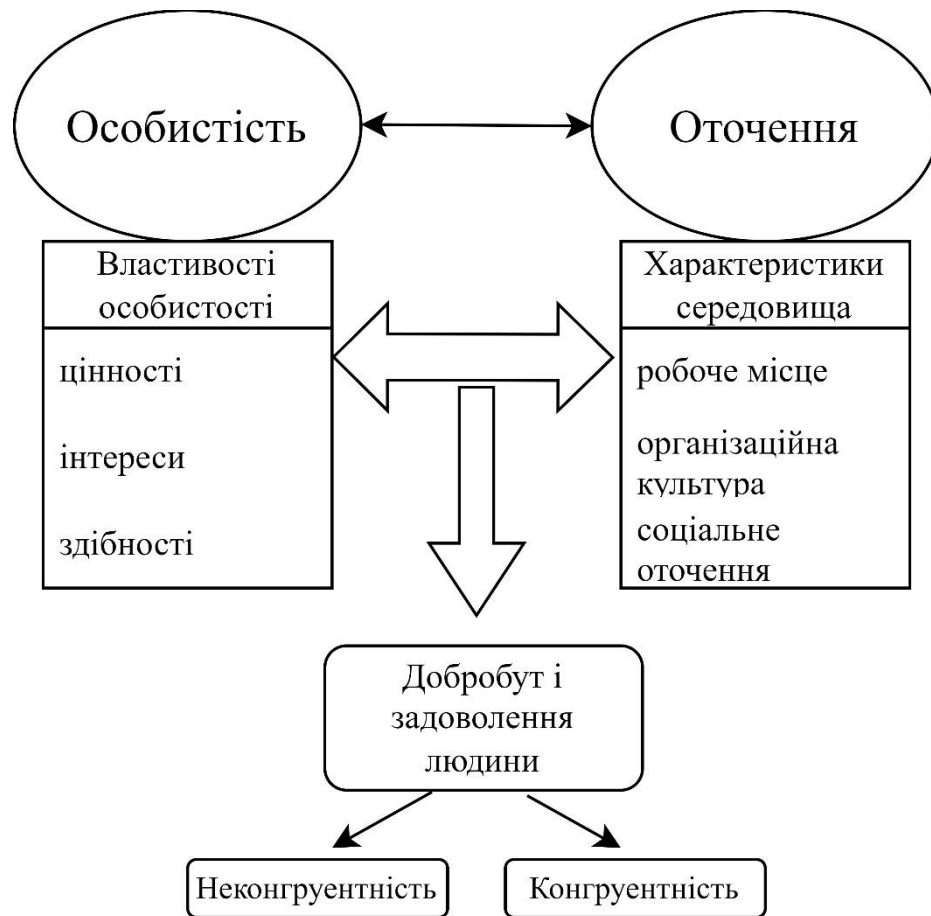 Особистість
Оточення
Властивості
особистості
цінності
інтереси
здібності
Характеристики
середовища
робоче місце
організаційна
культура
соціальне
оточення
Добробут і
задоволення
людини
Неконгруентність
Конгруентність